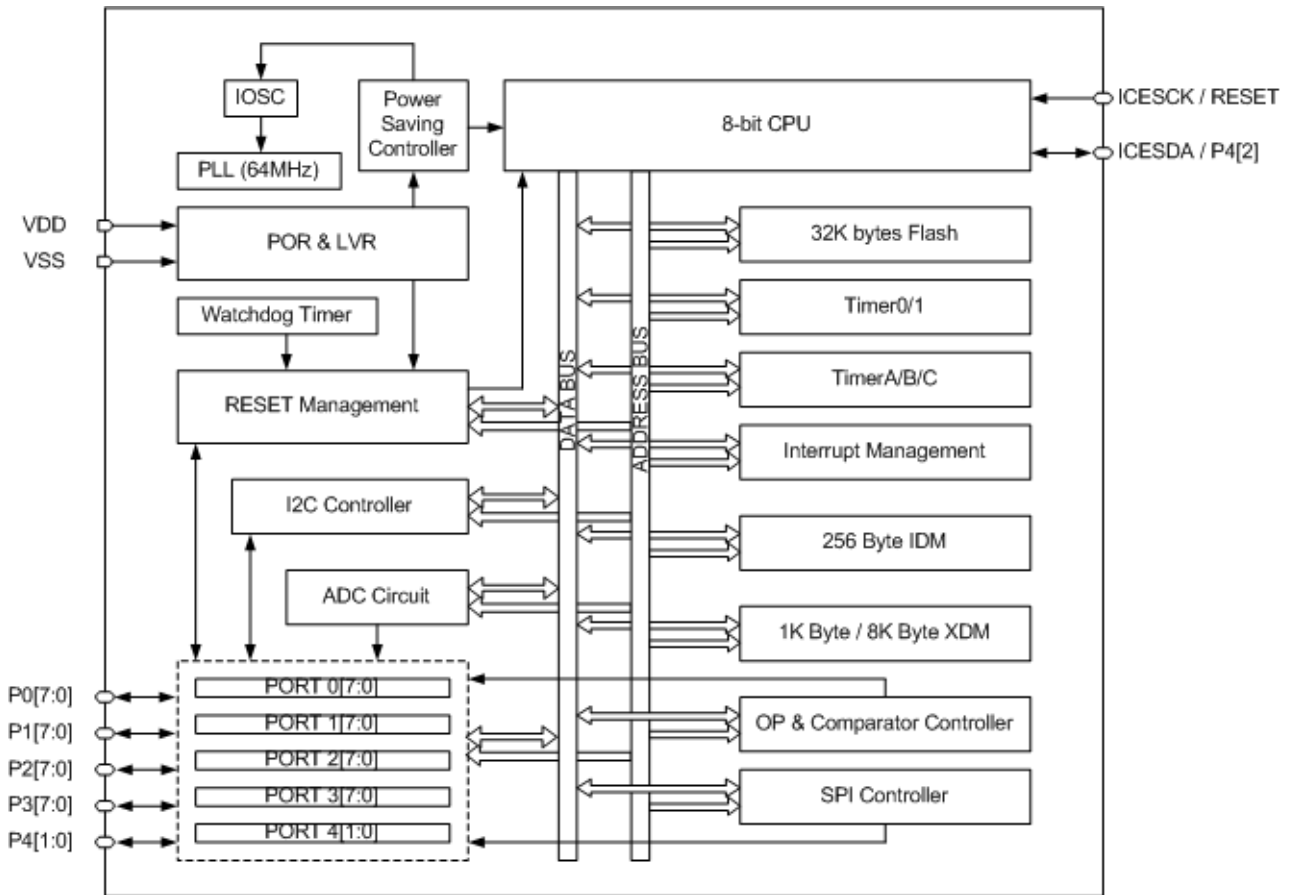 IOSC
Power
Saving
Controller
8-bit CPU
ICESCK / RESET
ICESDA / P4[2]
PLL (64MHz)
VDD
VSS
POR & LVR
32K bytes Flash
Watchdog Timer
Timer0/1
RESET Management
DATA BUS
ADDRESS BUS
TimerA/B/C
Interrupt Management
I2C Controller
256 Byte IDM
ADC Circuit
1K Byte / 8K Byte XDM
P0[7:0]
PORT 0[7:0]
P1[7:0]
PORT 1[7:0]
OP & Comparator Controller
P2[7:0]
PORT 2[7:0]
P3[7:0]
PORT 3[7:0]
SPI Controller
P4[1:0]
PORT 4[1:0]